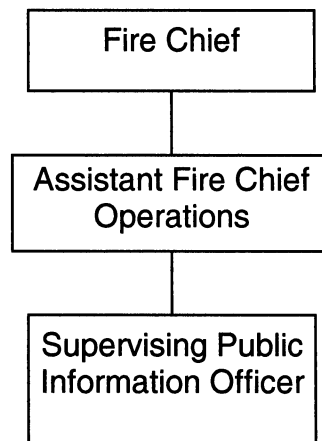 Fire Chief
Assistant Fire Chief
Operations
Supervising Public
Information Officer